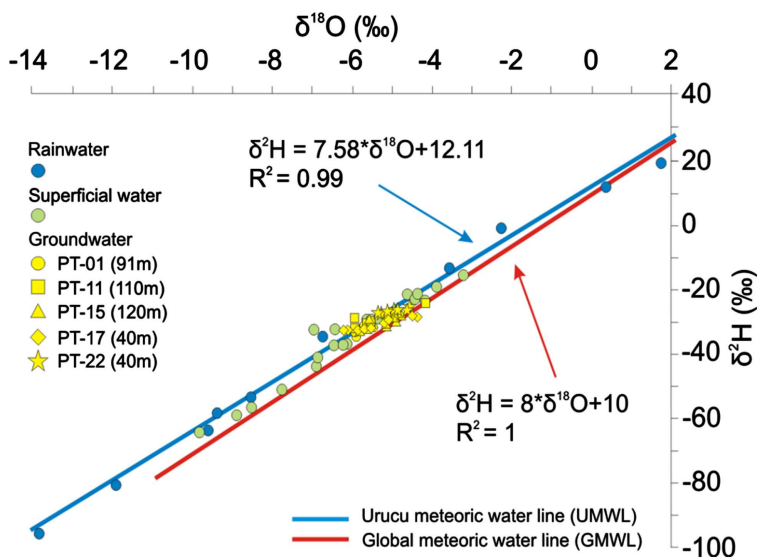 δ¹⁸O (‰)
-14 -12 -10 -8 -6 -4 -2 0 2
40
20
0
-20
-40
-60
-80
-100
δ²H (‰)
δ²H = 7.58*δ¹⁸O+12.11
R² = 0.99
Rainwater
Superficial water
Groundwater
PT-01 (91m)
PT-11 (110m)
PT-15 (120m)
PT-17 (40m)
PT-22 (40m)
δ²H = 8*δ¹⁸O+10
R² = 1
Urucu meteoric water line (UMWL)
Global meteoric water line (GMWL)